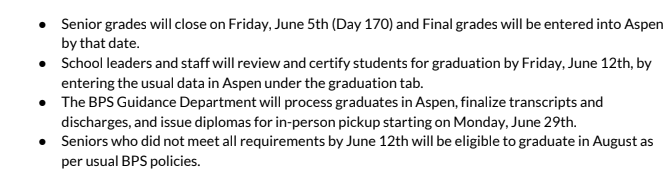 ● Senior grades will close on Friday, June 5th (Day 170) and Final grades will be entered into Aspen
by that date.
● School leaders and staff will review and certify students for graduation by Friday, June 12th, by
entering the usual data in Aspen under the graduation tab.
● The BPS Guidance Department will process graduates in Aspen, finalize transcripts and
discharges, and issue diplomas for in-person pickup starting on Monday, June 29th.
● Seniors who did not meet all requirements by June 12th will be eligible to graduate in August as
per usual BPS policies.